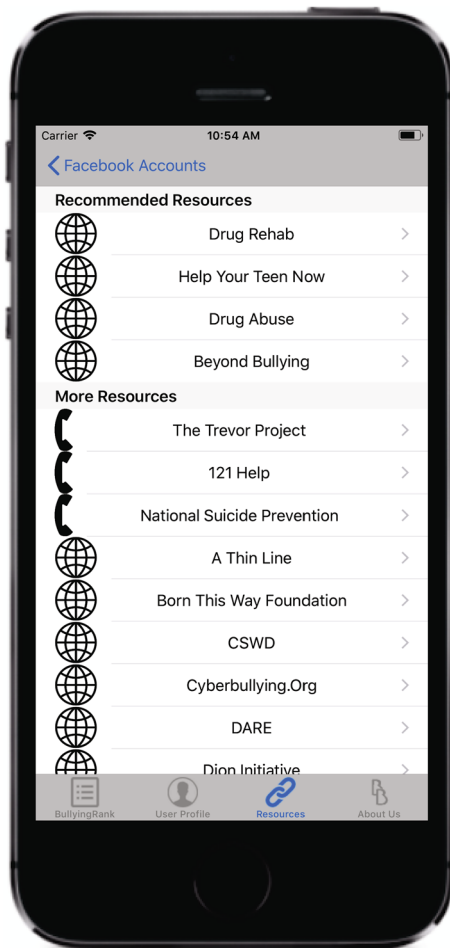 Carrier 10:54 AM
Facebook Accounts
Recommended Resources
Drug Rehab
Help Your Teen Now
Drug Abuse
Beyond Bullying
More Resources
The Trevor Project
121 Help
National Suicide Prevention
A Thin Line
Born This Way Foundation
CSWD
Cyberbullying.Org
DARE
Dion Initiative
BullyingRank User Profile Resources About Us